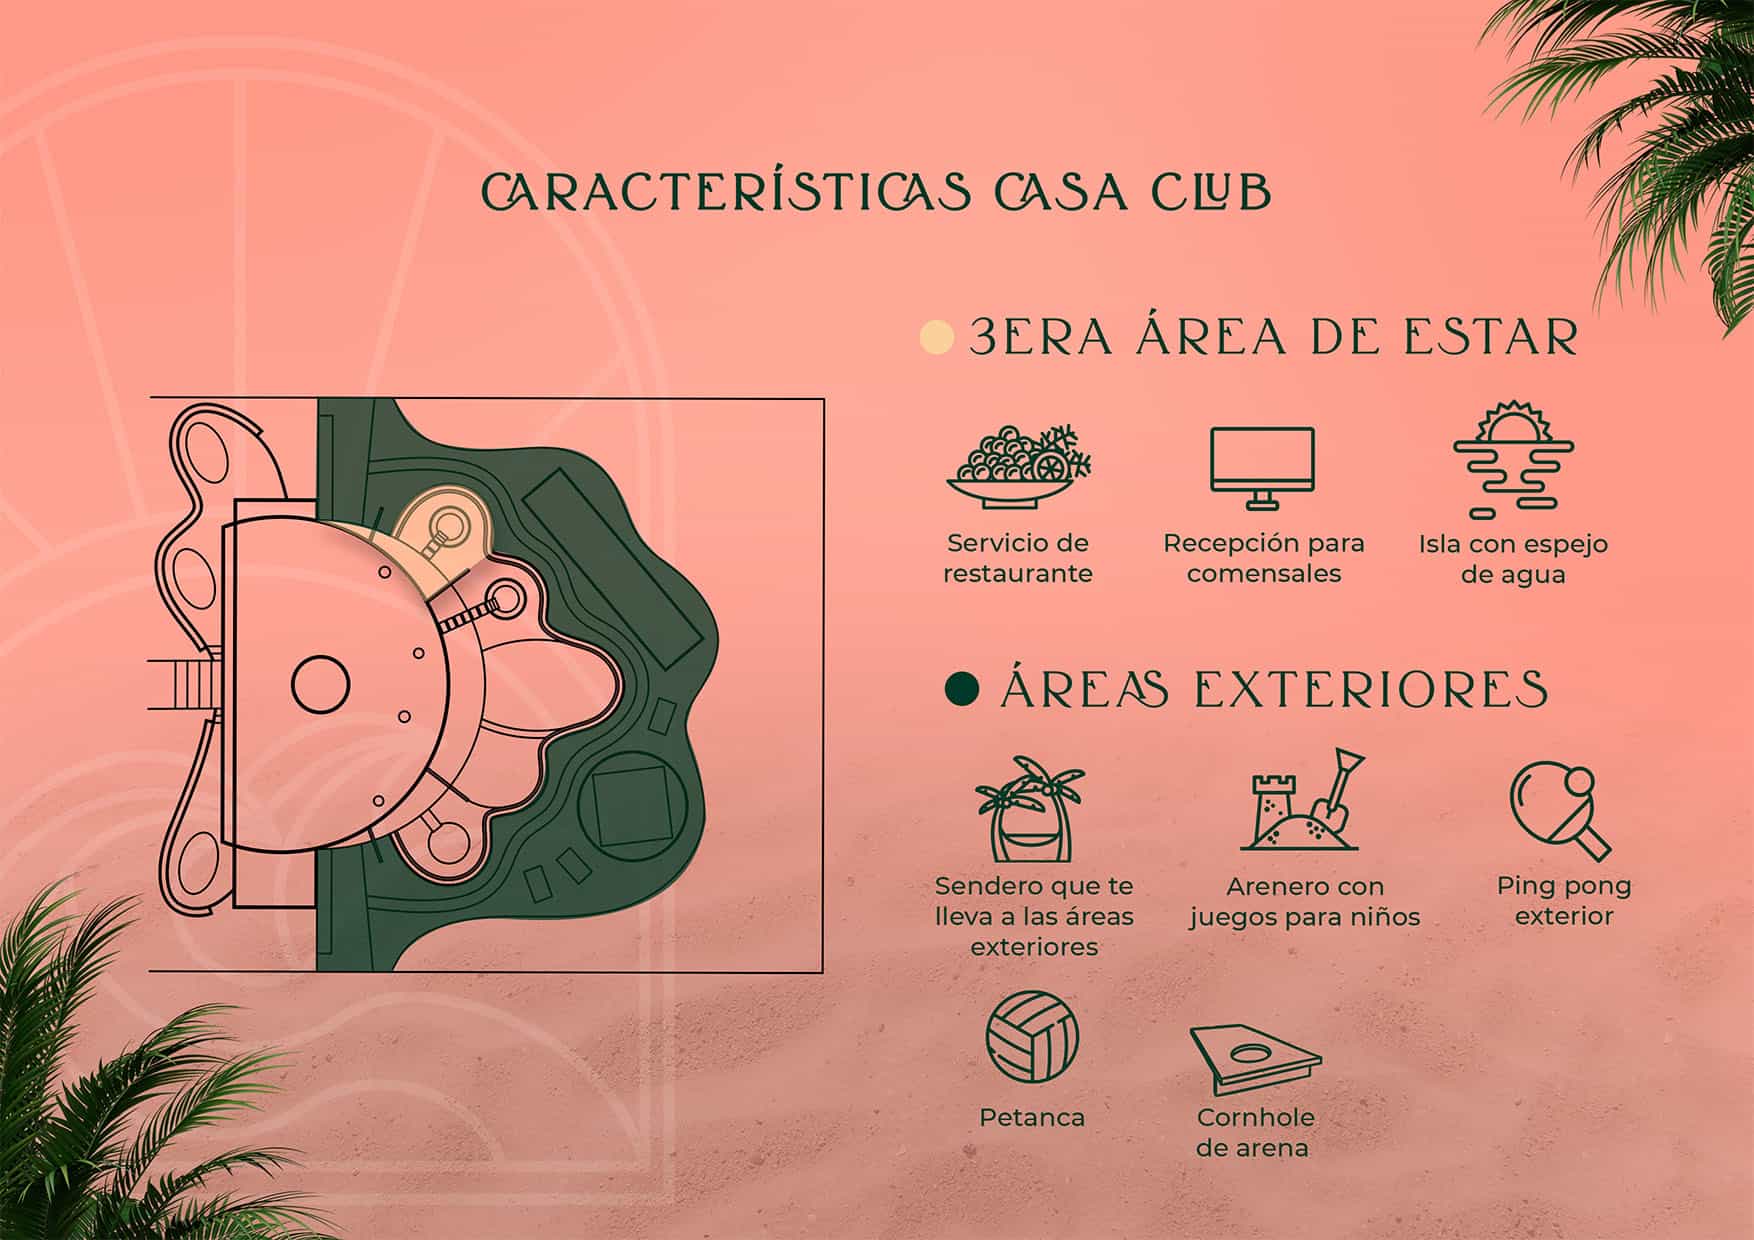 CARACTERÍSTICAS CASA CLUB
3ERA ÁREA DE ESTAR
Servicio de
restaurante
Recepción para
comensales
Isla con espejo
de agua
ÁREAS EXTERIORES
Sendero que te
lleva a las áreas
exteriores
Arenero con
juegos para niños
Ping pong
exterior
Petanca
Cornhole
de arena